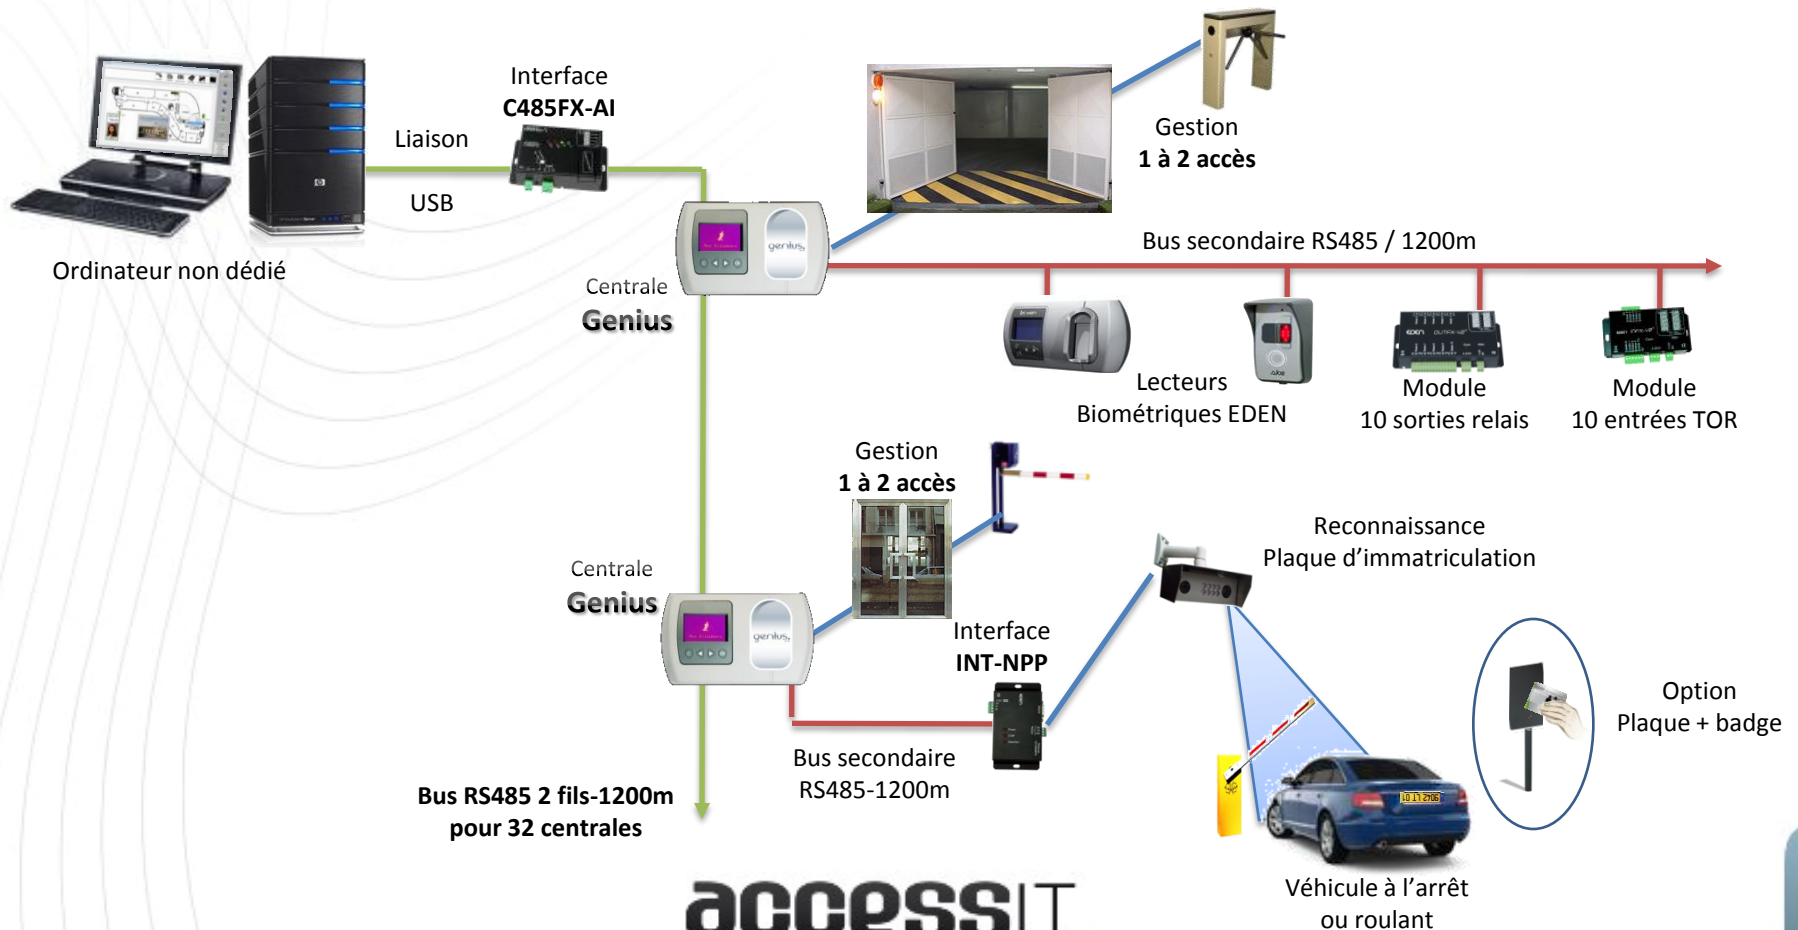 Interface
C485FX-AI
Liaison
USB
Ordinateur non dédié
Gestion
1 à 2 accès
genius
Centrale
Genius
Bus secondaire RS485 / 1200m
Lecteurs
Biométriques EDEN
EDEN
Module
10 sorties relais
Module
10 entrées TOR
Gestion
1 à 2 accès
Centrale
Genius
genius
Interface
INT-NPP
Reconnaissance
Plaque d’immatriculation
Option
Plaque + badge
Bus secondaire
RS485-1200m
Bus RS485 2 fils-1200m
pour 32 centrales
Véhicule à l’arrêt
ou roulant
accessIT